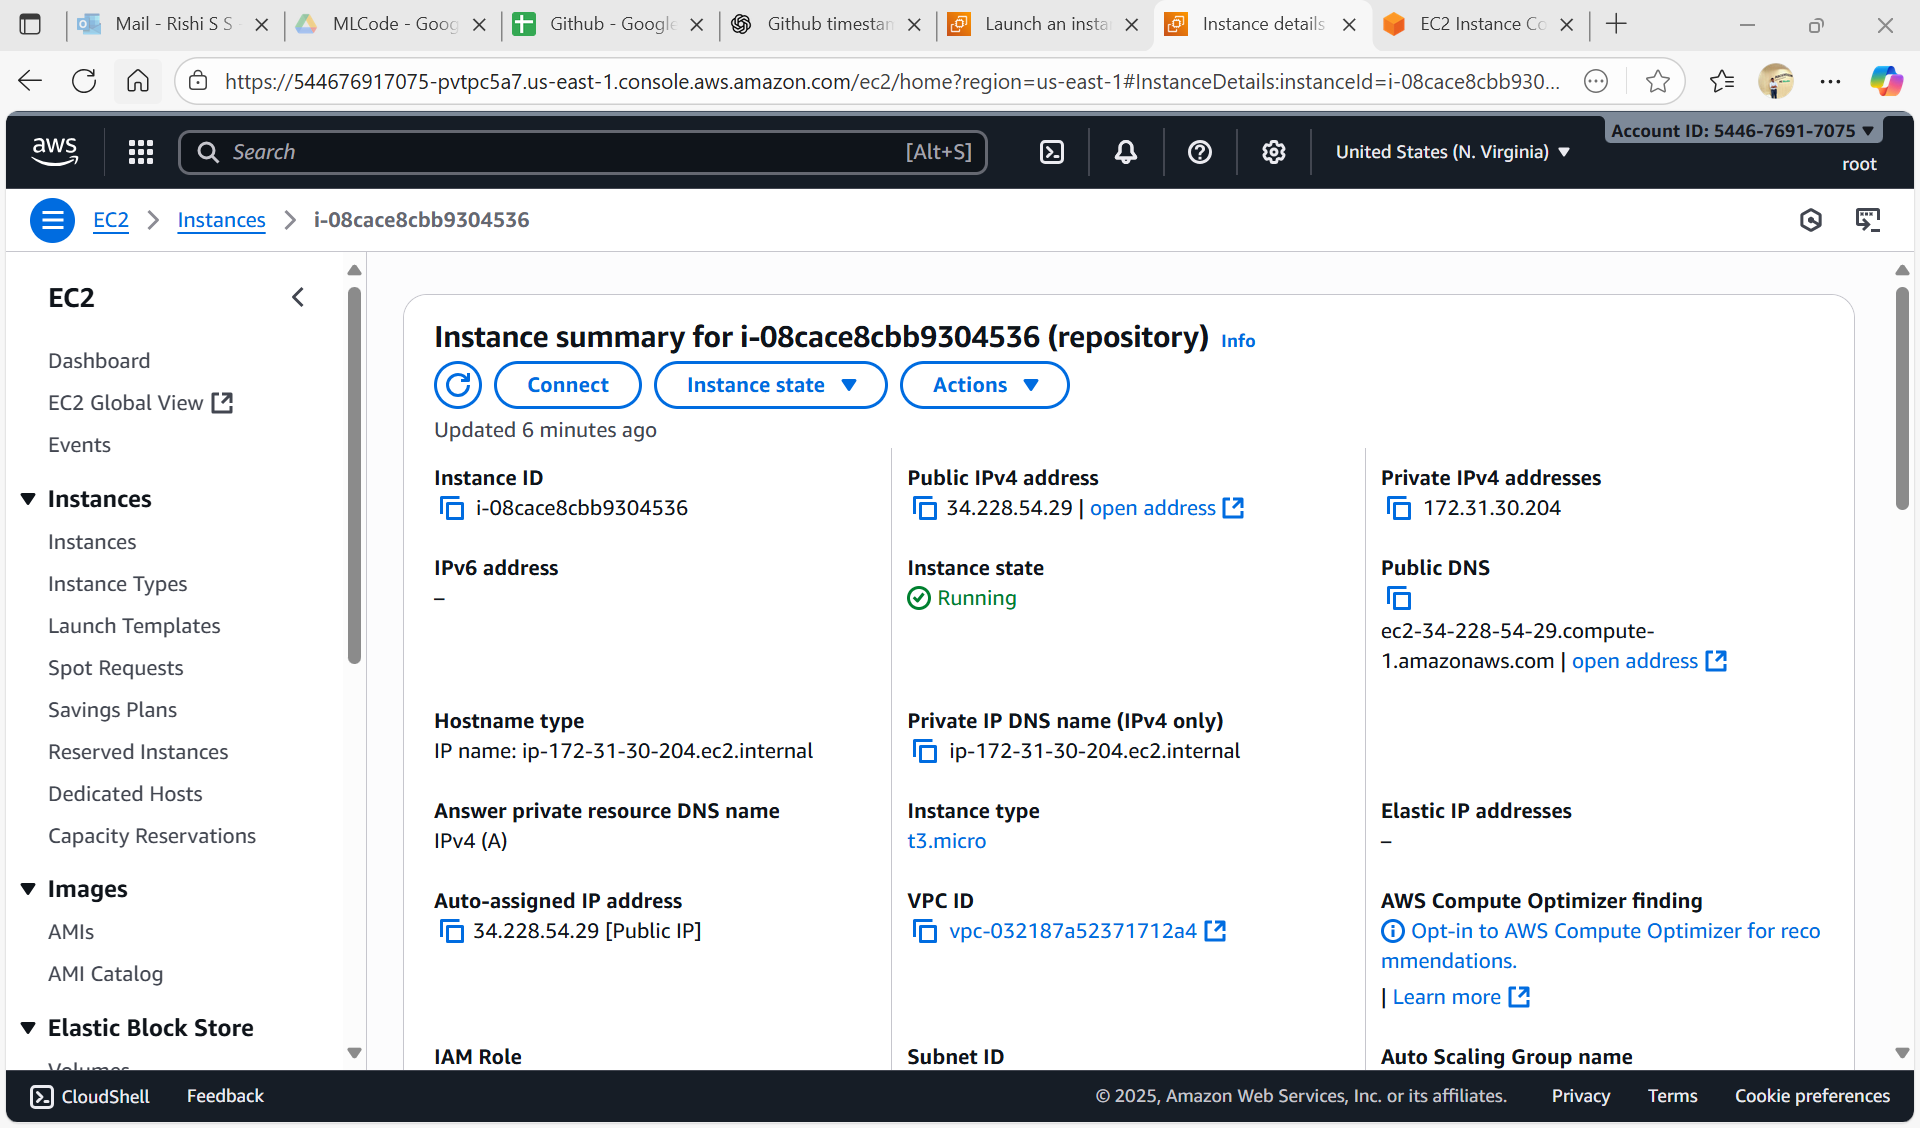 Mail - Rishi S S -
MLCode - Goog
Github - Google
Github timestan
Launch an insta
Instance details
EC2 Instance Co
https://544676917075-pvtpc5a7.us-east-1.console.aws.amazon.com/ec2/home?region=us-east-1#InstanceDetails:instanceId=i-08cace8cbb930...
aws
Search
[Alt+S]
United States (N. Virginia)
Account ID: 5446-7691-7075
root
EC2
Instances
i-08cace8cbb9304536
EC2
Dashboard
EC2 Global View
Events
Instances
Instances
Instance Types
Launch Templates
Spot Requests
Savings Plans
Reserved Instances
Dedicated Hosts
Capacity Reservations
Images
AMIs
AMI Catalog
Elastic Block Store
Volumes
Instance summary for i-08cace8cbb9304536 (repository) Info
Connect
Instance state
Actions
Updated 6 minutes ago
Instance ID
i-08cace8cbb9304536
Public IPv4 address
34.228.54.29 | open address
Private IPv4 addresses
172.31.30.204
IPv6 address
–
Instance state
Running
Public DNS
ec2-34-228-54-29.compute-
1.amazonaws.com | open address
Hostname type
IP name: ip-172-31-30-204.ec2.internal
Private IP DNS name (IPv4 only)
ip-172-31-30-204.ec2.internal
Answer private resource DNS name
IPv4 (A)
Instance type
t3.micro
Elastic IP addresses
–
Auto-assigned IP address
34.228.54.29 [Public IP]
VPC ID
vpc-032187a52371712a4
AWS Compute Optimizer finding
Opt-in to AWS Compute Optimizer for reco
mmendations.
| Learn more
IAM Role
Subnet ID
Auto Scaling Group name
CloudShell
Feedback
© 2025, Amazon Web Services, Inc. or its affiliates.
Privacy
Terms
Cookie preferences